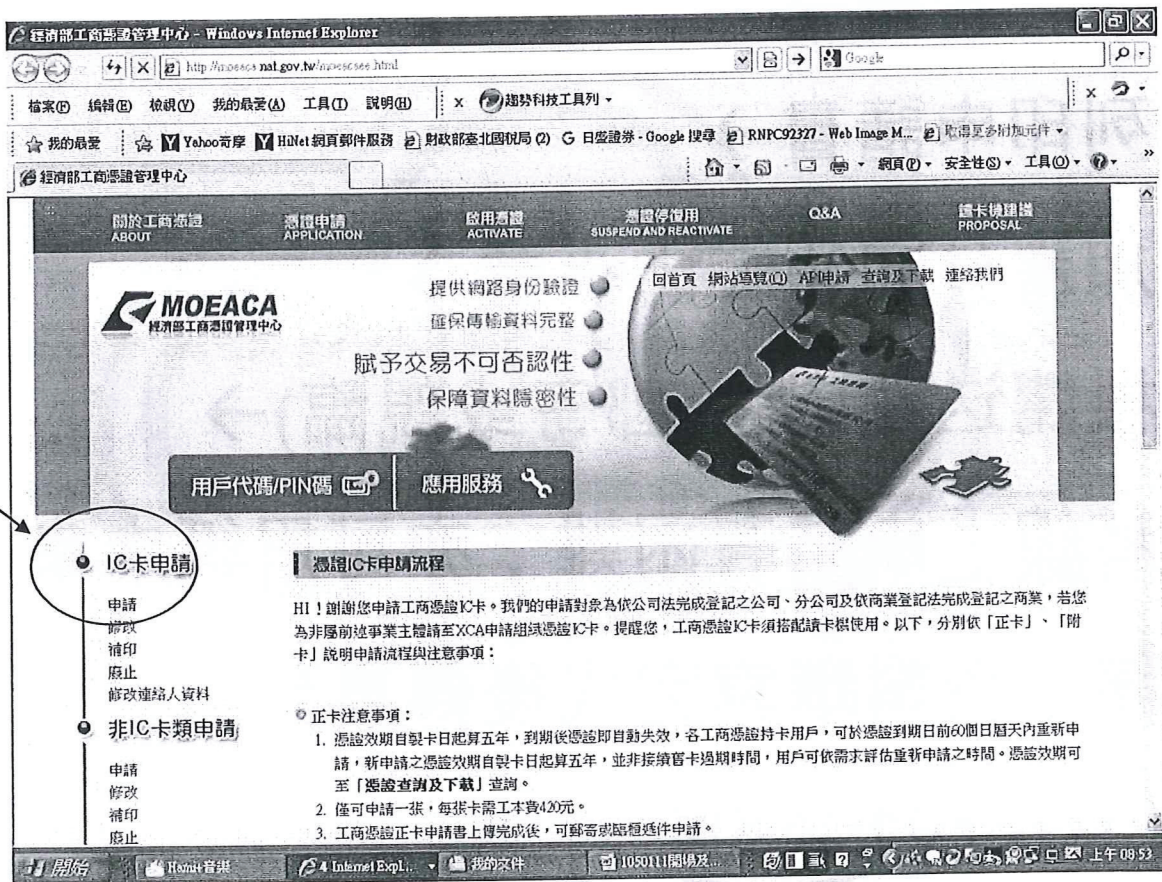 經濟部工商憑證管理中心 - Windows Internet Explorer
http://moeaca.nat.gov.tw/moescsee.html
Google
檔案(F) 編輯(E) 檢視(V) 我的最愛(A) 工具(T) 說明(H) x 趨勢科技工具列
我的最愛 Yahoo奇摩 HiNet 網頁郵件服務 財政部臺北國稅局 (2) 日盛證券 - Google 搜尋 RNPC92327 - Web Image M... 取得更多附加元件
經濟部工商憑證管理中心
網頁(P) 安全性(S) 工具(O)
關於工商憑證 憑證申請 啟用憑證 憑證停復用 Q&A 讀卡機建議
ABOUT APPLICATION ACTIVATE SUSPEND AND REACTIVATE PROPOSAL
回首頁 網站導覽(O) API申請 查詢及下載 連絡我們
MOEACA
經濟部工商憑證管理中心
提供網路身份驗證
確保傳輸資料完整
賦予交易不可否認性
保障資料隱密性
用戶代碼/PIN碼 應用服務
IC卡申請
申請
修改
補印
廢止
修改連絡人資料
非IC卡類申請
申請
修改
補印
廢止
憑證IC卡申請流程
HI！謝謝您申請工商憑證IC卡。我們的申請對象為依公司法完成登記之公司、分公司及依商業登記法完成登記之商業，若您
為非屬前述事業主體請至XCA申請組織憑證IC卡。提醒您，工商憑證IC卡須搭配讀卡機使用。以下，分別依「正卡」、「附
卡」說明申請流程與注意事項：
正卡注意事項：
1. 憑證效期自製卡日起算五年，到期後憑證即自動失效，各工商憑證持卡用戶，可於憑證到期日前60個日曆天內重新申
請，新申請之憑證效期自製卡日起算五年，並非接續舊卡過期時間，用戶可依需求評估重新申請之時間。憑證效期可
至「憑證查詢及下載」查詢。
2. 僅可申請一張，每張卡需工本費420元。
3. 工商憑證正卡申請書上傳完成後，可郵寄或臨櫃遞件申請。
開始 Hami+音樂 4 Internet Expl... 我的文件 1050111開場及... 上午 08:53